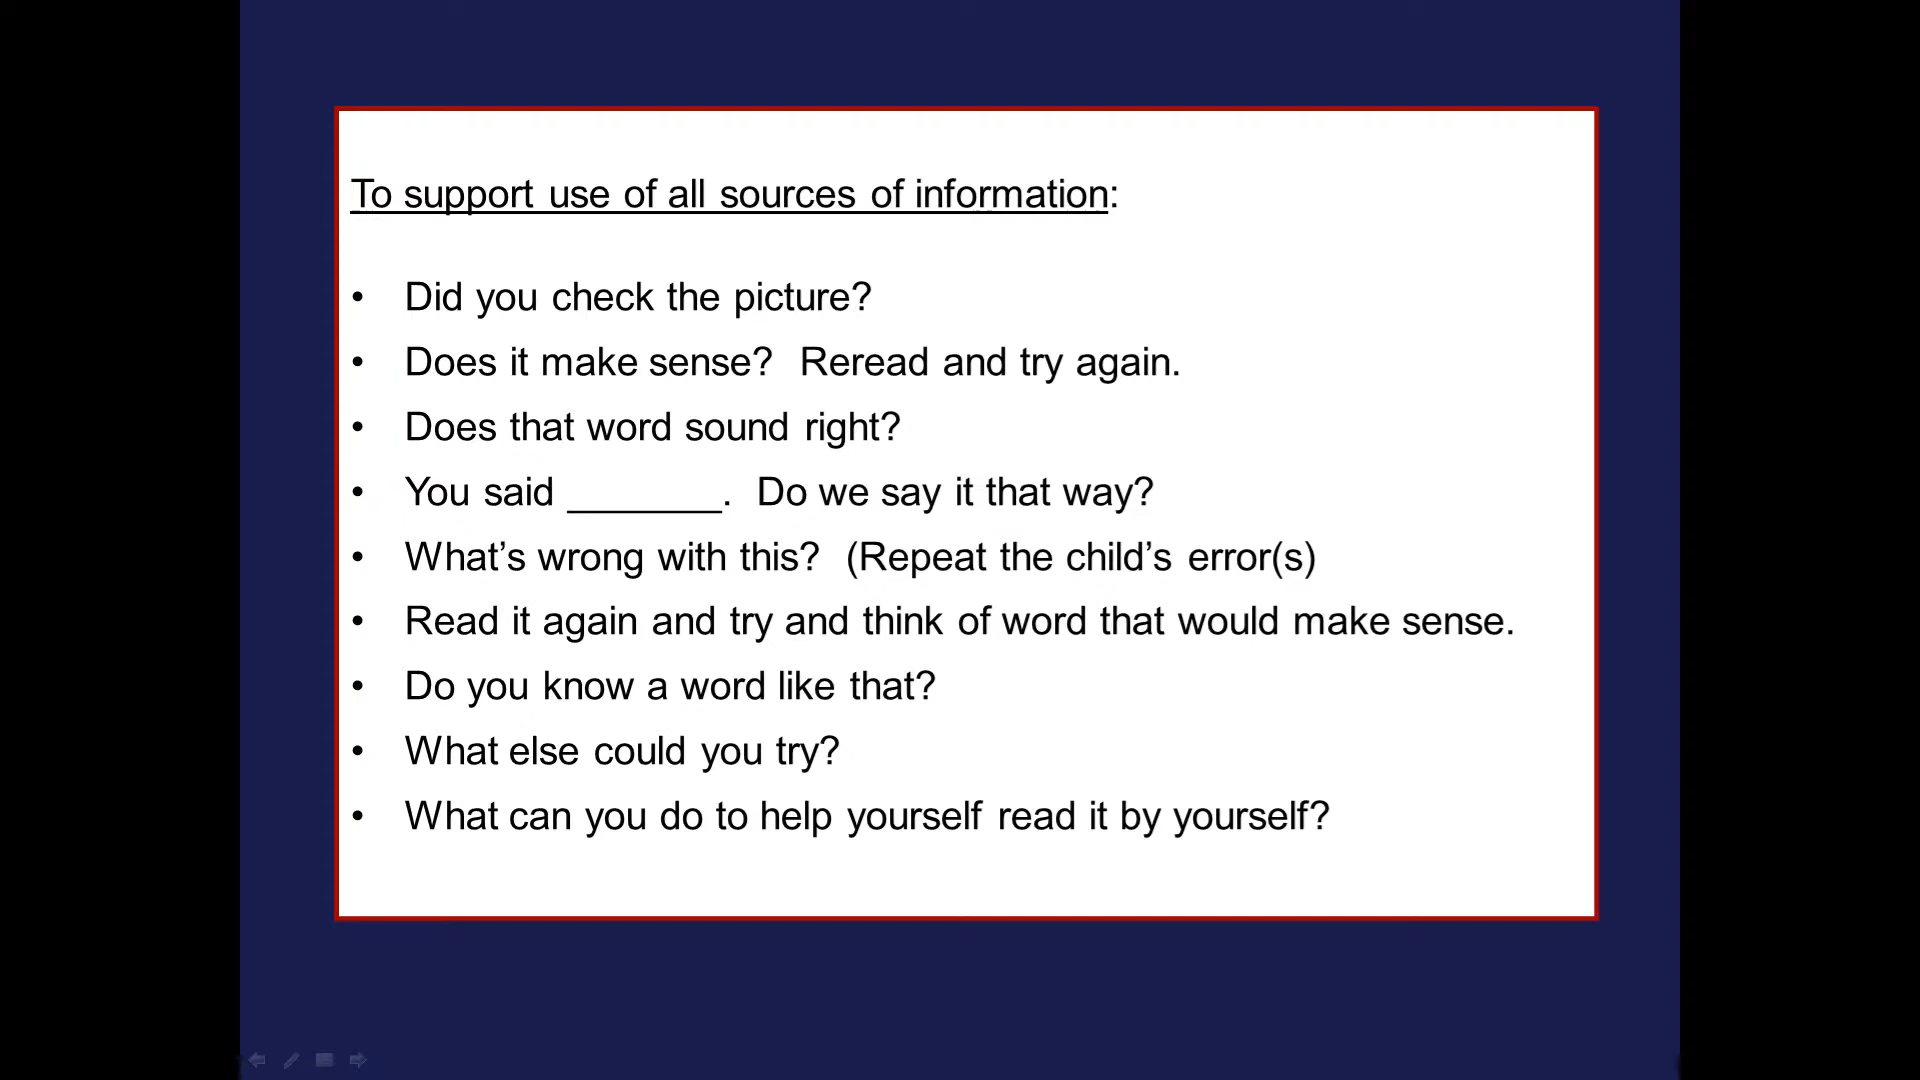 To support use of all sources of information:
• Did you check the picture?
• Does it make sense?  Reread and try again.
• Does that word sound right?
• You said _______.  Do we say it that way?
• What’s wrong with this?  (Repeat the child’s error(s)
• Read it again and try and think of word that would make sense.
• Do you know a word like that?
• What else could you try?
• What can you do to help yourself read it by yourself?